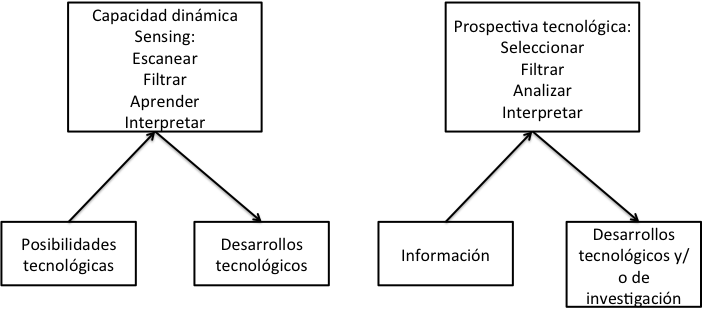 Capacidad dinámica
Sensing:
Escanear
Filtrar
Aprender
Interpretar
Prospectiva tecnológica:
Seleccionar
Filtrar
Analizar
Interpretar
Posibilidades
tecnológicas
Desarrollos
tecnológicos
Información
Desarrollos
tecnológicos y/
o de
investigación